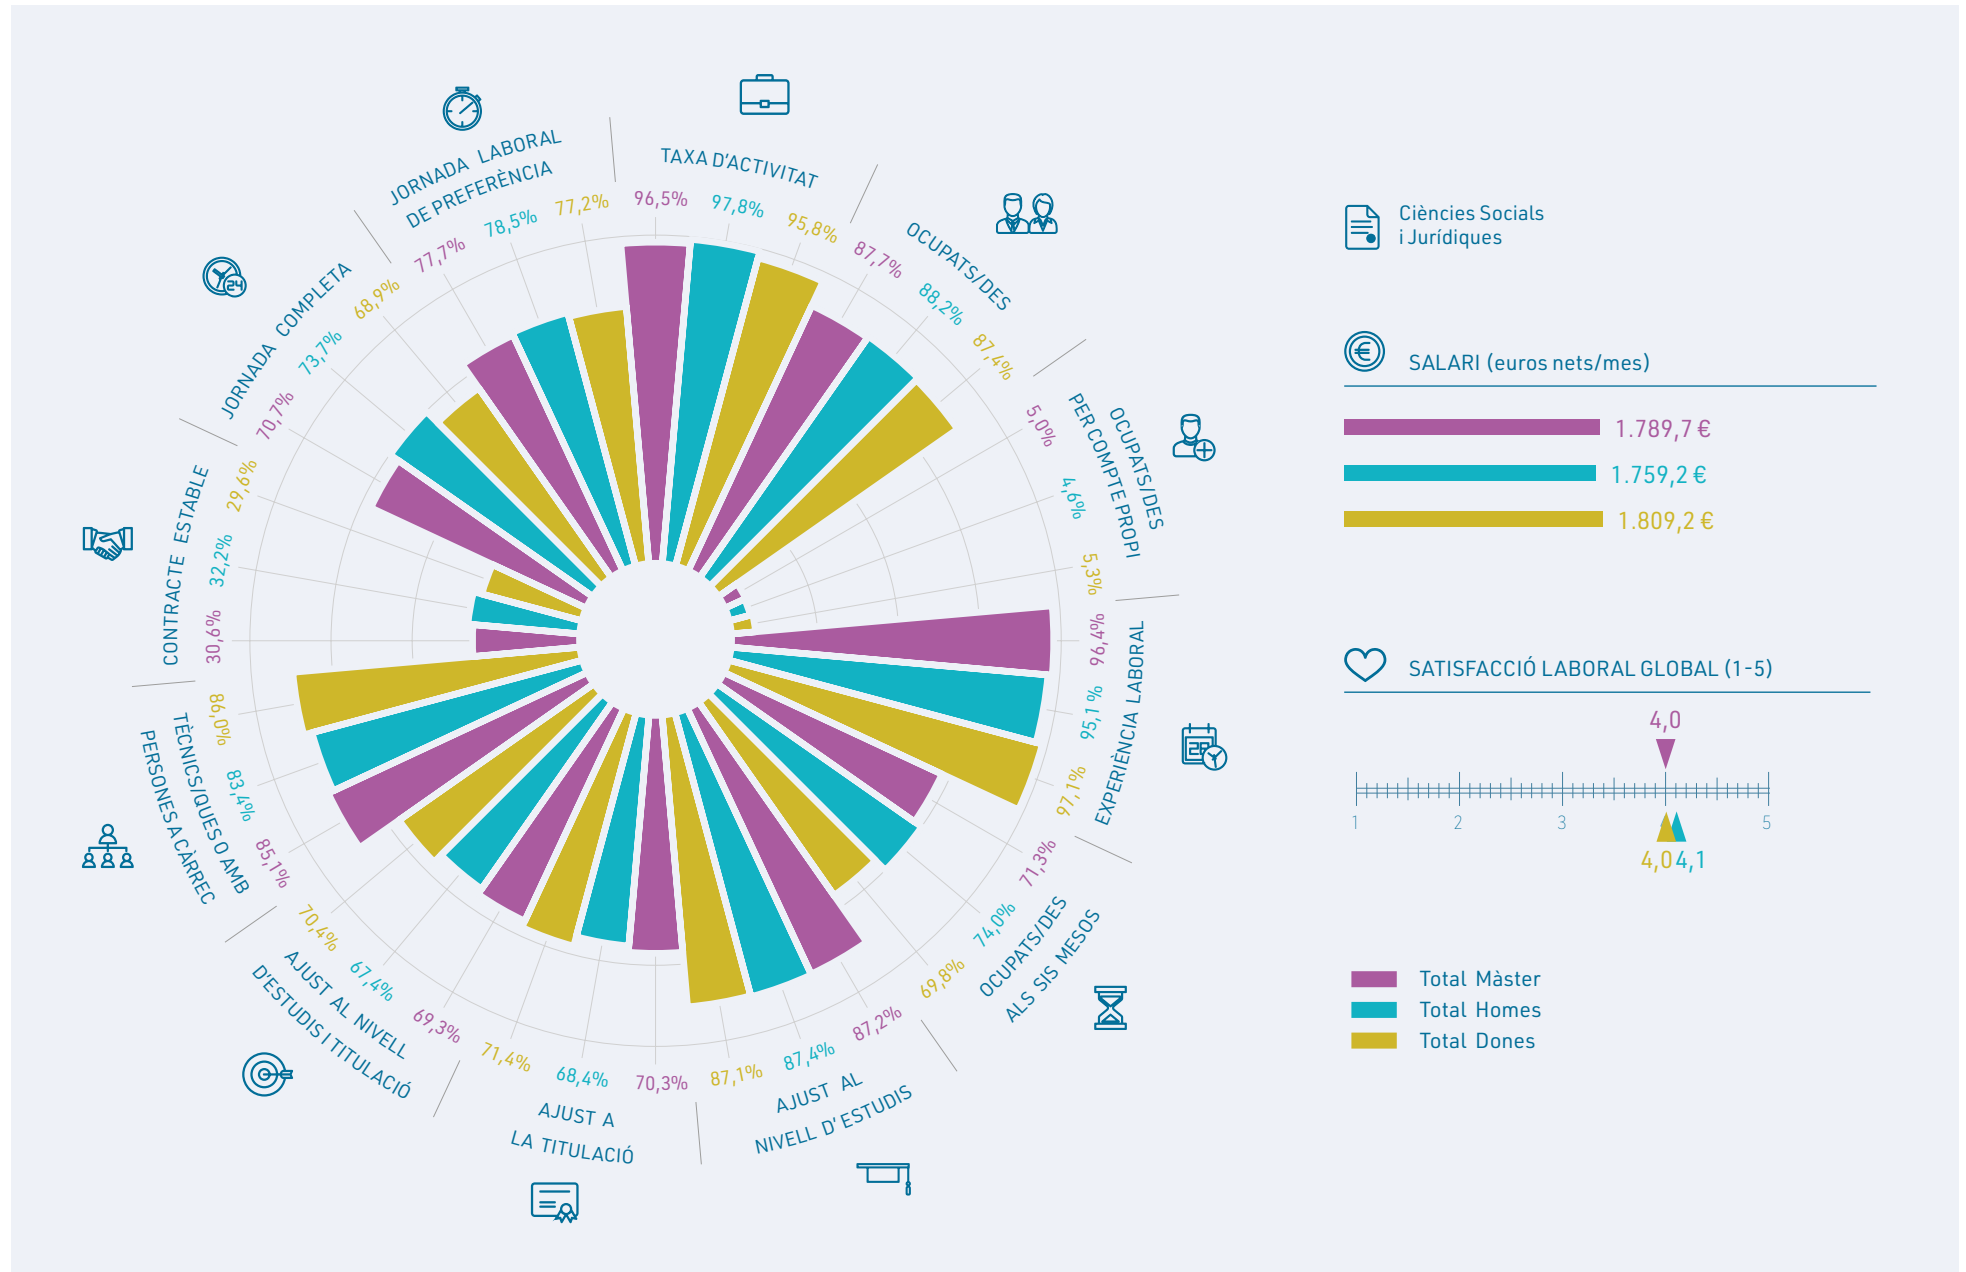 TAXA D'ACTIVITAT
96,5%
97,8%
95,8%
OCUPATS/DES
87,7%
88,2%
87,4%
OCUPATS/DES
PER COMPTE PROPI
5,0%
4,6%
5,3%
EXPERIÈNCIA LABORAL
96,4%
95,1%
97,1%
OCUPATS/DES
ALS SIS MESOS
71,3%
74,0%
69,8%
AJUST AL
NIVELL D'ESTUDIS
87,2%
87,4%
87,1%
AJUST A
LA TITULACIÓ
70,3%
68,4%
71,4%
AJUST AL NIVELL
D'ESTUDIS I TITULACIÓ
69,3%
67,4%
70,4%
TÈCNICS/QUES O AMB
PERSONES A CÀRREC
85,1%
83,4%
86,0%
CONTRACTE ESTABLE
30,6%
32,2%
29,6%
JORNADA COMPLETA
70,7%
73,7%
68,9%
24
JORNADA LABORAL
DE PREFERÈNCIA
77,7%
78,5%
77,2%
Ciències Socials
i Jurídiques
SALARI (euros nets/mes)
1.789,7 €
1.759,2 €
1.809,2 €
SATISFACCIÓ LABORAL GLOBAL (1-5)
4,0
1 2 3 5
4,0 4,1
Total Màster
Total Homes
Total Dones